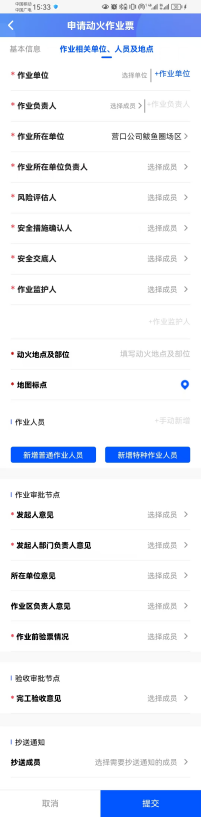 中国移动
中国广电
15:33
申请动火作业票
基本信息 作业相关单位、人员及地点
* 作业单位 选择单位 +作业单位
* 作业负责人 选择成员 +作业负责人
* 作业所在单位 营口公司鲅鱼圈场区
* 作业所在单位负责人 选择成员
* 风险评估人 选择成员
* 安全措施确认人 选择成员
* 安全交底人 选择成员
* 作业监护人 选择成员
+作业监护人
* 动火地点及部位 填写动火地点及部位
* 地图标点
作业人员 +手动新增
新增普通作业人员 新增特种作业人员
作业审批节点
* 发起人意见 选择成员
* 发起人部门负责人意见 选择成员
所在单位意见 选择成员
作业区负责人意见 选择成员
* 作业前验票情况 选择成员
验收审批节点
* 完工验收意见 选择成员
抄送通知
抄送成员 选择需要抄送通知的成员
取消 提交